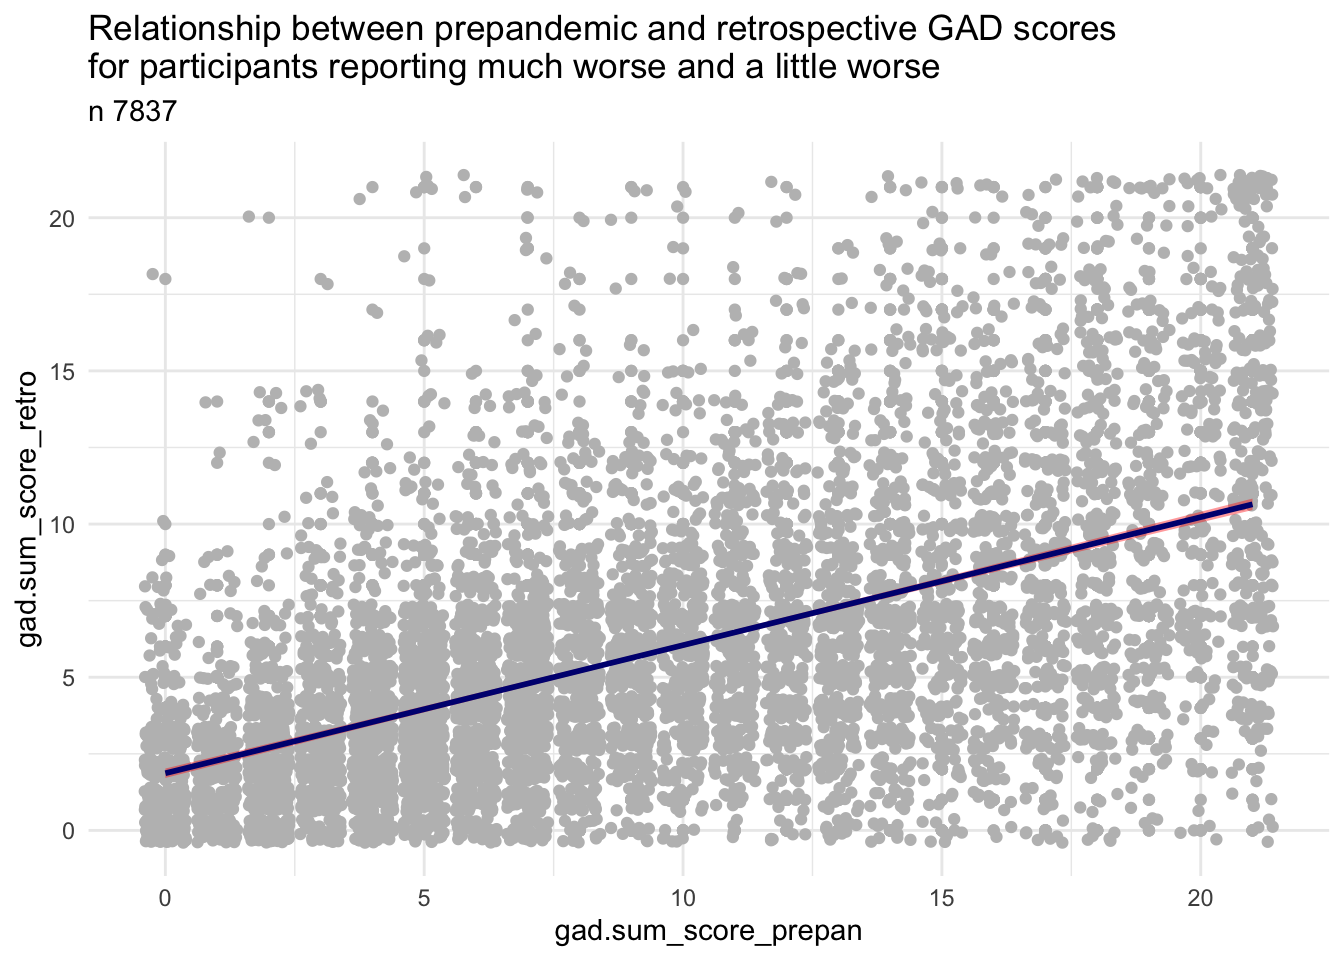 Relationship between prepandemic and retrospective GAD scores
for participants reporting much worse and a little worse
n 7837
gad.sum_score_retro
20
15
10
5
0
0
5
10
15
20
gad.sum_score_prepan